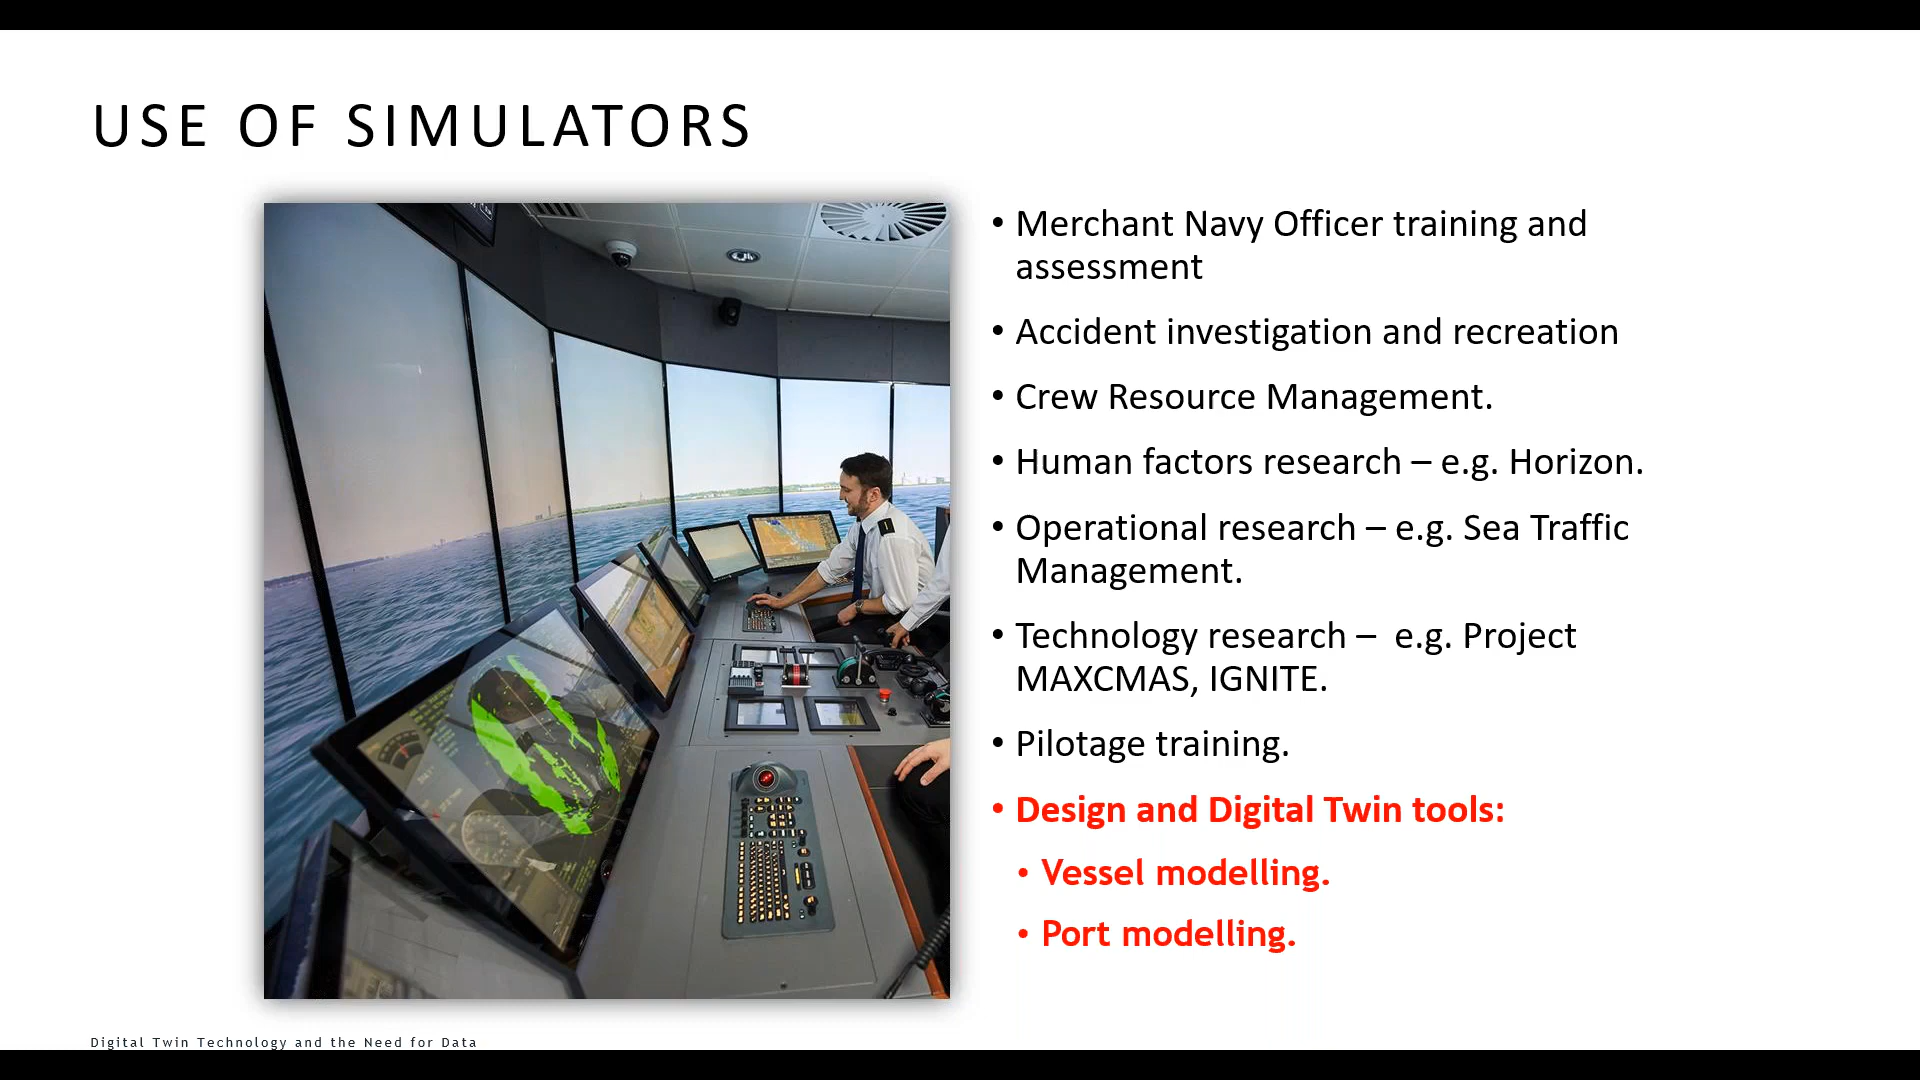 USE OF SIMULATORS
• Merchant Navy Officer training and
assessment
• Accident investigation and recreation
• Crew Resource Management.
• Human factors research – e.g. Horizon.
• Operational research – e.g. Sea Traffic
Management.
• Technology research –  e.g. Project
MAXCMAS, IGNITE.
• Pilotage training.
• Design and Digital Twin tools:
• Vessel modelling.
• Port modelling.
Digital Twin Technology and the Need for Data